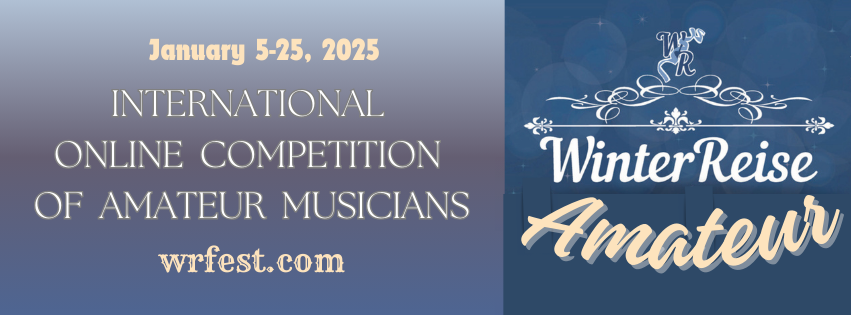 January 5-25, 2025
INTERNATIONAL
ONLINE COMPETITION
OF AMATEUR MUSICIANS
wrfest.com
W
R
WinterReise
Amateur